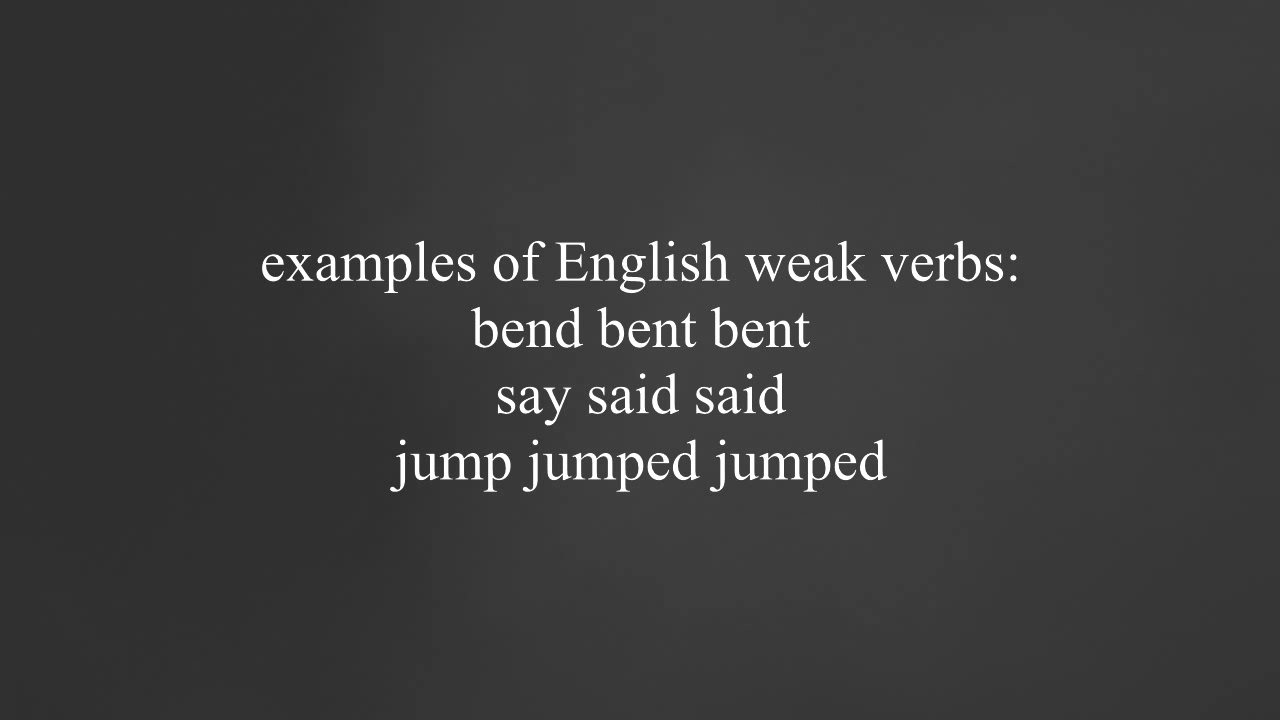 examples of English weak verbs:
bend bent bent
say said said
jump jumped jumped